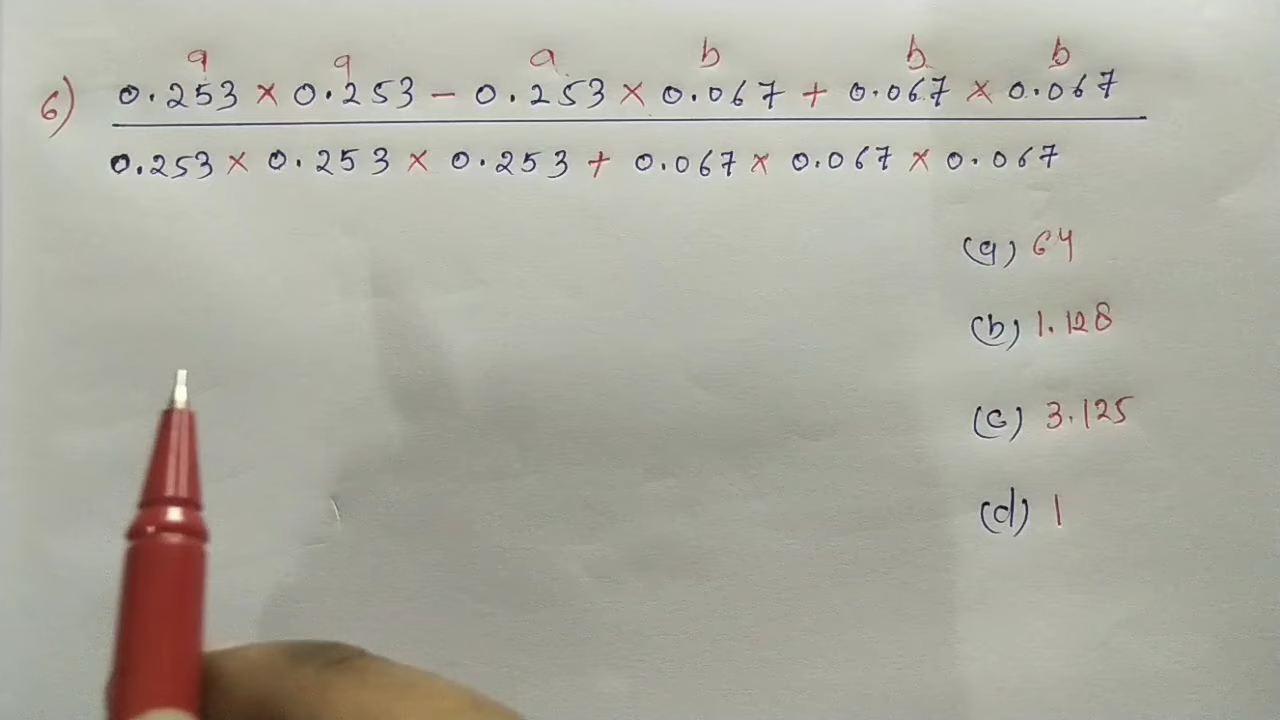 a a a b b b
6) 0.253 × 0.253 − 0.253 × 0.067 + 0.067 × 0.067
0.253 × 0.253 × 0.253 + 0.067 × 0.067 × 0.067
(a) 64
(b) 1.128
(c) 3.125
(d) 1